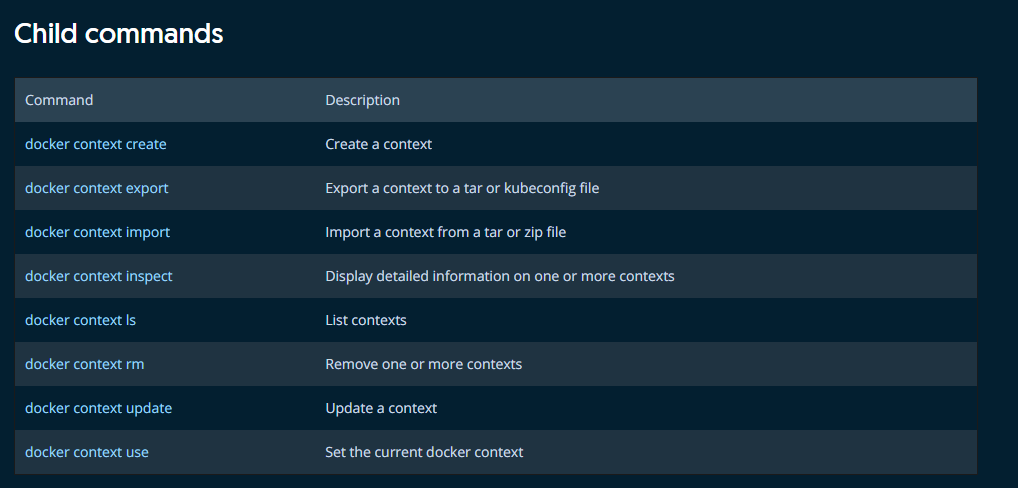 Child commands
Command Description
docker context create Create a context
docker context export Export a context to a tar or kubeconfig file
docker context import Import a context from a tar or zip file
docker context inspect Display detailed information on one or more contexts
docker context ls List contexts
docker context rm Remove one or more contexts
docker context update Update a context
docker context use Set the current docker context